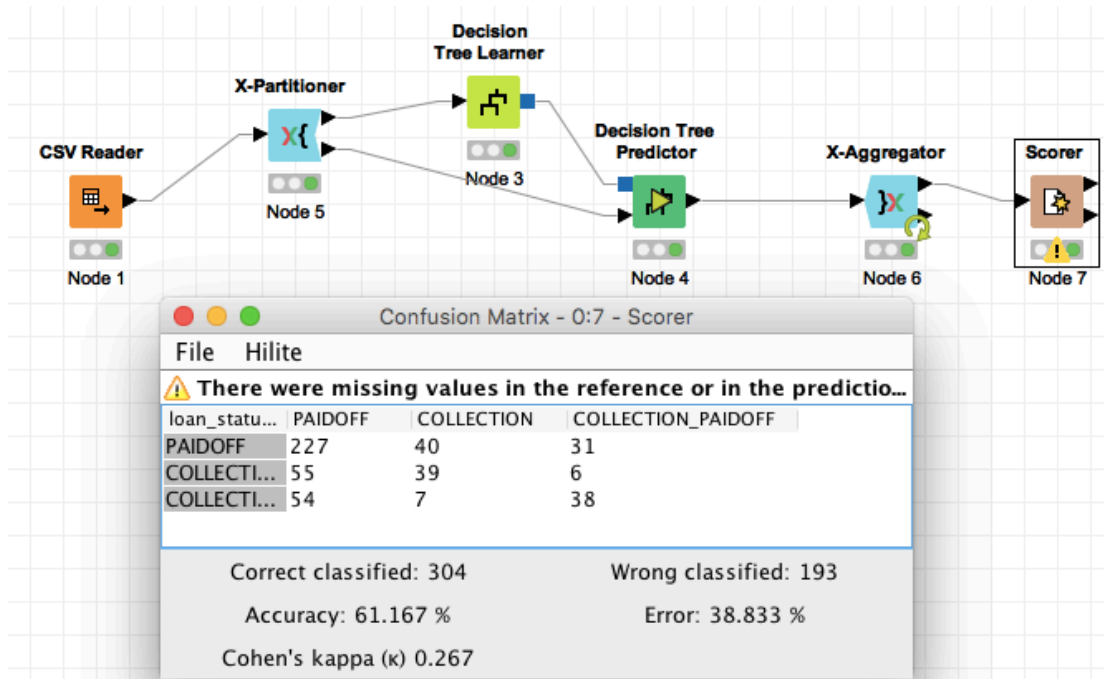 Decision
Tree Learner
X-Partitioner
Decision Tree
Predictor
CSV Reader
X-Aggregator
Scorer
Node 3
Node 5
Node 1
Node 4
Node 6
Node 7
Confusion Matrix - 0:7 - Scorer
File Hilite
There were missing values in the reference or in the predictio...
loan_statu... PAIDOFF COLLECTION COLLECTION_PAIDOFF
PAIDOFF 227 40 31
COLLECTI... 55 39 6
COLLECTI... 54 7 38
Correct classified: 304 Wrong classified: 193
Accuracy: 61.167 % Error: 38.833 %
Cohen's kappa (κ) 0.267